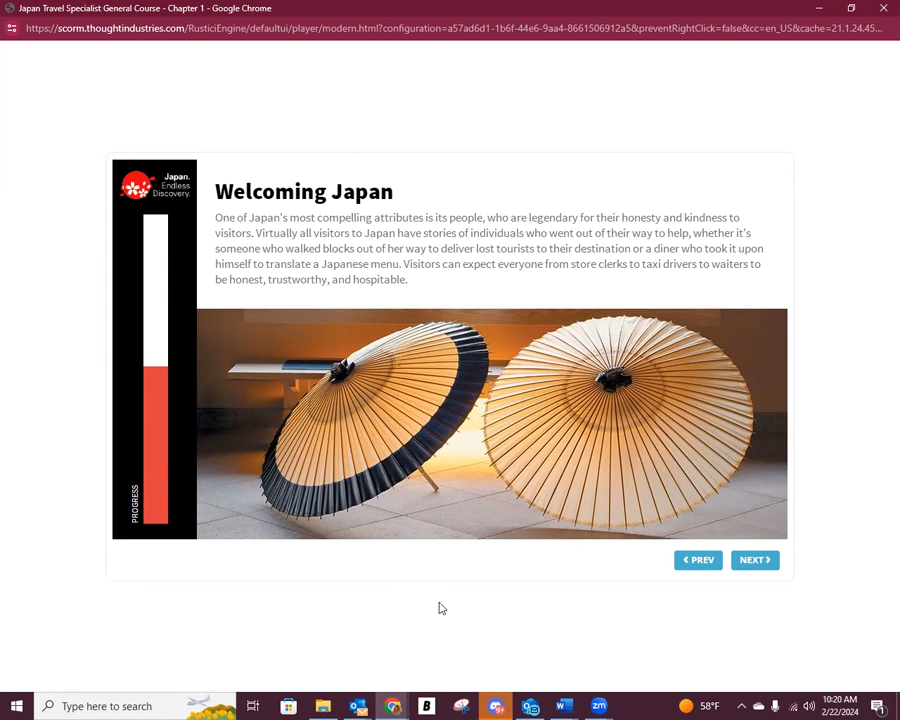 Japan Travel Specialist General Course - Chapter 1 - Google Chrome
https://scorm.thoughtindustries.com/RusticiEngine/defaultui/player/modern.html?configuration=a57ad6d1-1b6f-44e6-9aa4-8661506912a5&preventRightClick=false&cc=en_US&cache=21.1.24.45...
Japan.
Endless
Discovery.
PROGRESS
Welcoming Japan
One of Japan's most compelling attributes is its people, who are legendary for their honesty and kindness to
visitors. Virtually all visitors to Japan have stories of individuals who went out of their way to help, whether it's
someone who walked blocks out of her way to deliver lost tourists to their destination or a diner who took it upon
himself to translate a Japanese menu. Visitors can expect everyone from store clerks to taxi drivers to waiters to
be honest, trustworthy, and hospitable.
PREV
NEXT
Type here to search
B
9+
W
zm
58°F
10:20 AM
2/22/2024